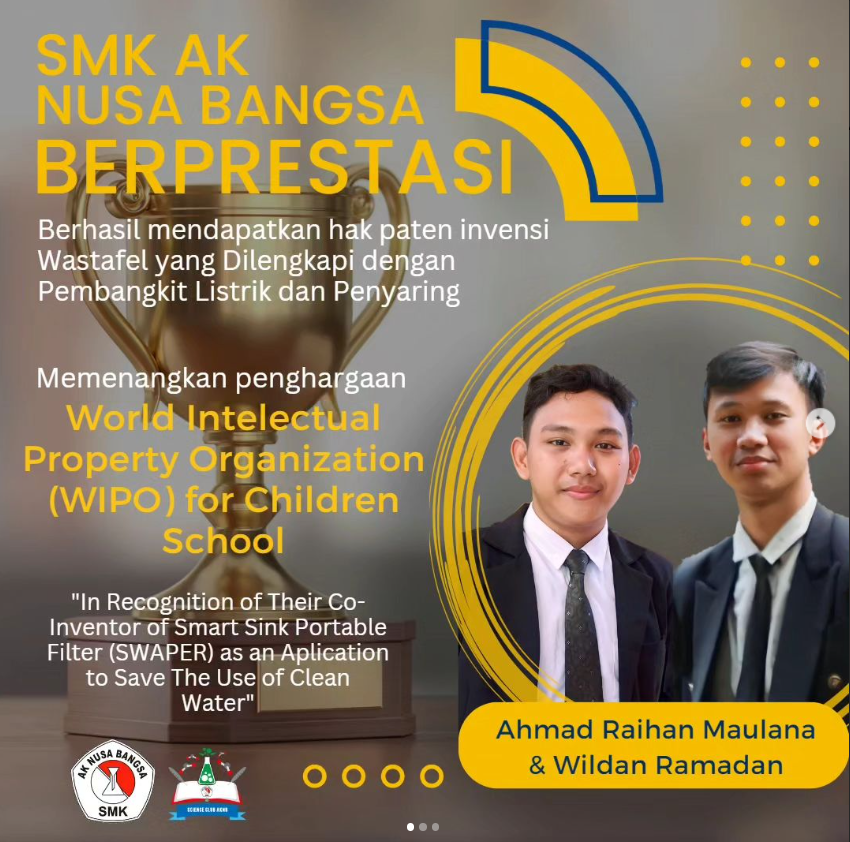 SMK AK
NUSA BANGSA
BERPRESTASI
Berhasil mendapatkan hak paten invensi
Wastafel yang Dilengkapi dengan
Pembangkit Listrik dan Penyaring
Memenangkan penghargaan
World Intelectual
Property Organization
(WIPO) for Children
School
"In Recognition of Their Co-
Inventor of Smart Sink Portable
Filter (SWAPER) as an Aplication
to Save The Use of Clean
Water"
Ahmad Raihan Maulana
& Wildan Ramadan
AK NUSA BANGSA
SMK
SCIENCE CLUB AKNB